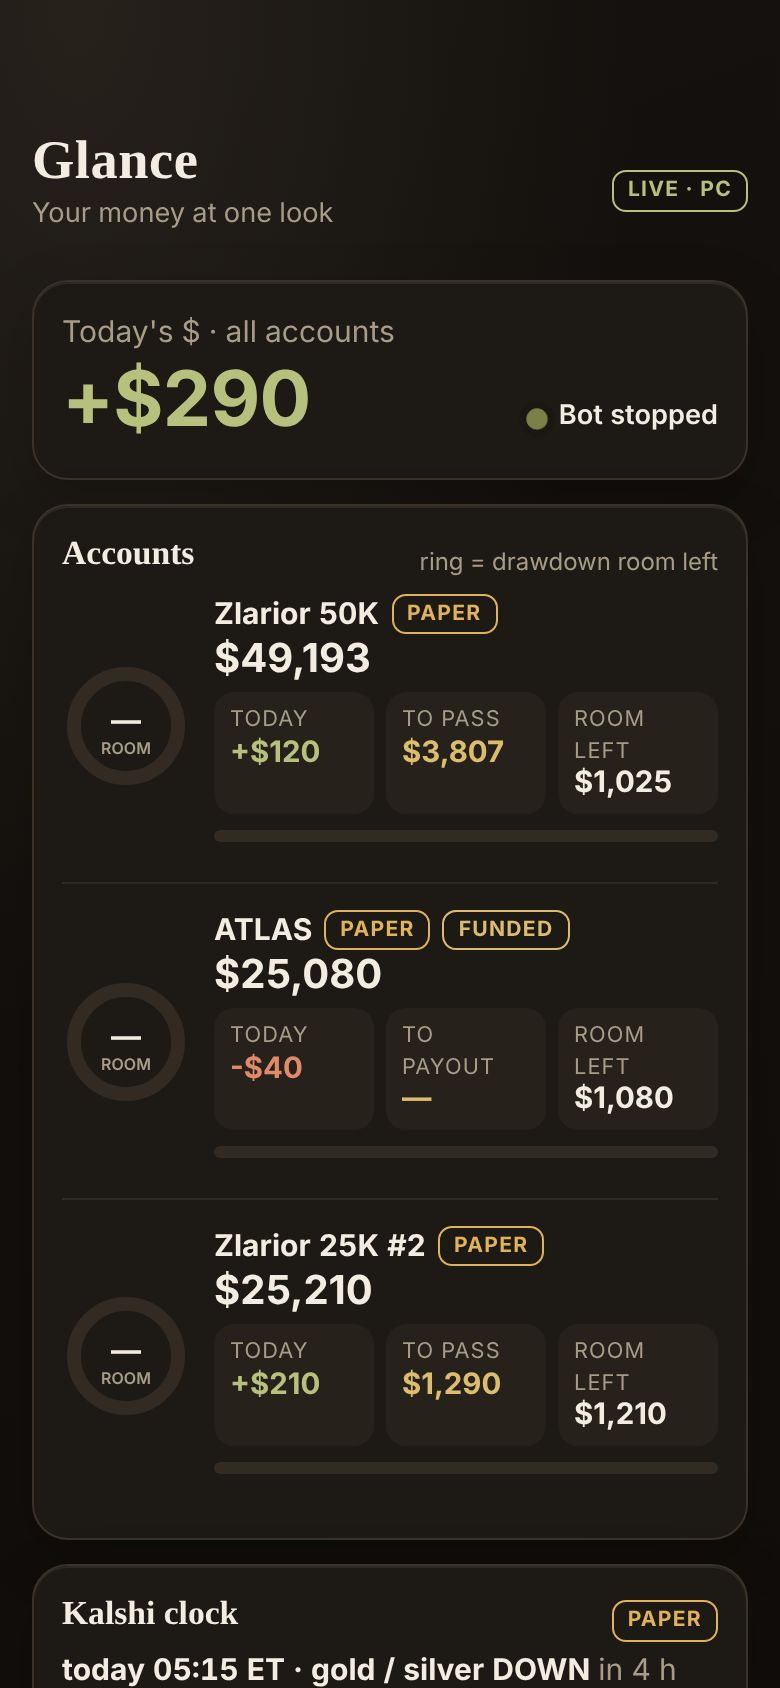 Glance
Your money at one look
LIVE · PC
Today's $ · all accounts
+$290
Bot stopped
Accounts
ring = drawdown room left
Zlarior 50K PAPER
$49,193
— ROOM
TODAY
+$120
TO PASS
$3,807
ROOM
LEFT
$1,025
ATLAS PAPER FUNDED
$25,080
— ROOM
TODAY
-$40
TO
PAYOUT
—
ROOM
LEFT
$1,080
Zlarior 25K #2 PAPER
$25,210
— ROOM
TODAY
+$210
TO PASS
$1,290
ROOM
LEFT
$1,210
Kalshi clock
PAPER
today 05:15 ET · gold / silver DOWN in 4 h